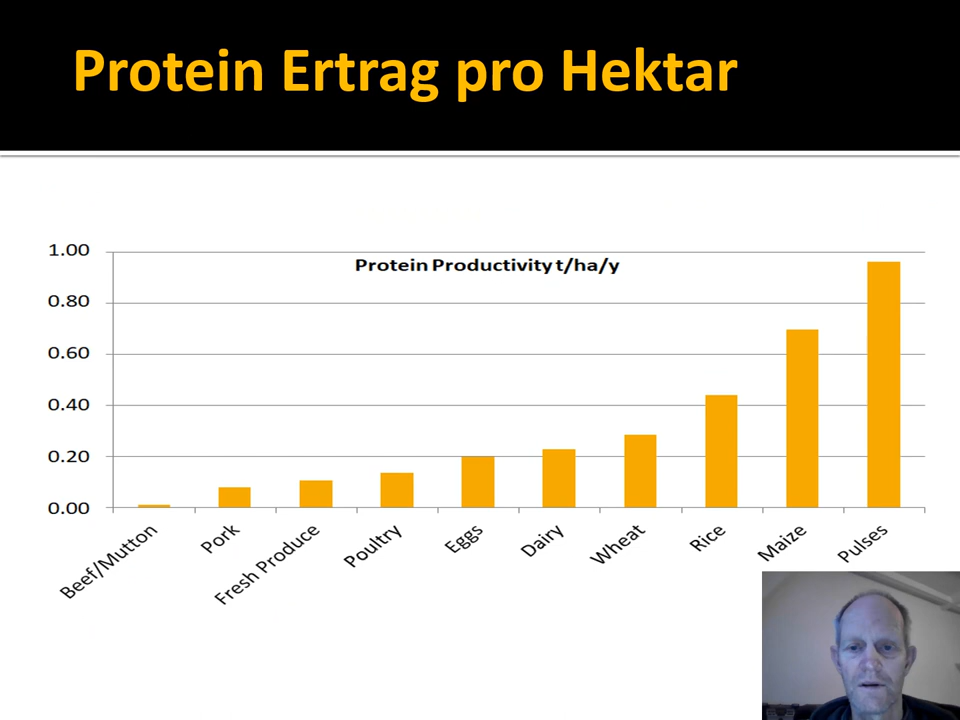 Protein Ertrag pro Hektar
Protein Productivity t/ha/y
1.00
0.80
0.60
0.40
0.20
0.00
Beef/Mutton
Pork
Fresh Produce
Poultry
Eggs
Dairy
Wheat
Rice
Maize
Pulses